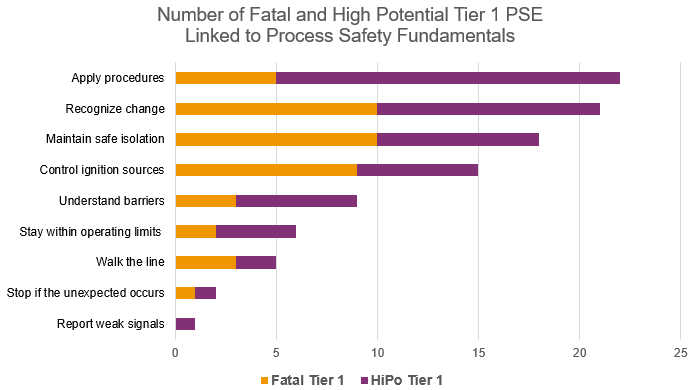 Number of Fatal and High Potential Tier 1 PSE
Linked to Process Safety Fundamentals
Apply procedures
Recognize change
Maintain safe isolation
Control ignition sources
Understand barriers
Stay within operating limits
Walk the line
Stop if the unexpected occurs
Report weak signals
0 5 10 15 20 25
Fatal Tier 1 HiPo Tier 1